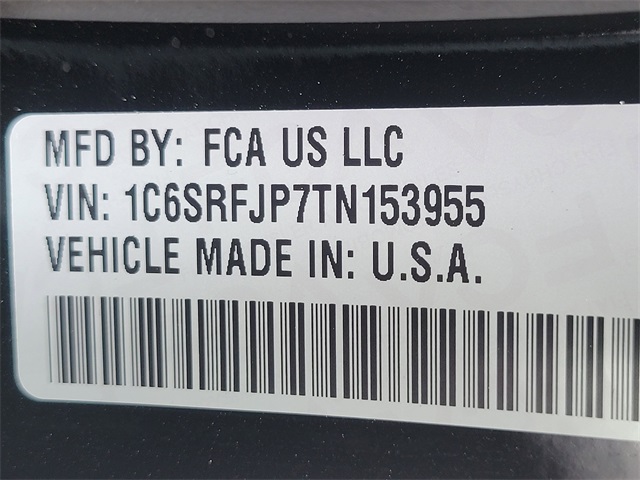 MFD BY: FCA US LLC
VIN: 1C6SRFJP7TN153955
VEHICLE MADE IN: U.S.A.